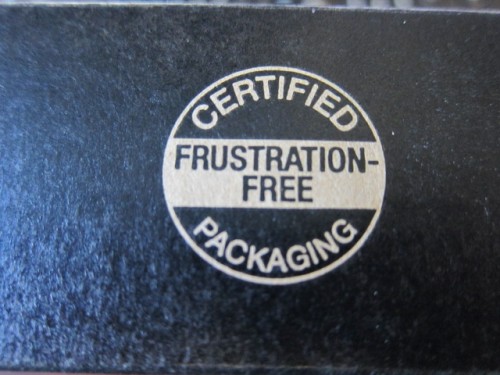 CERTIFIED
FRUSTRATION-
FREE
PACKAGING